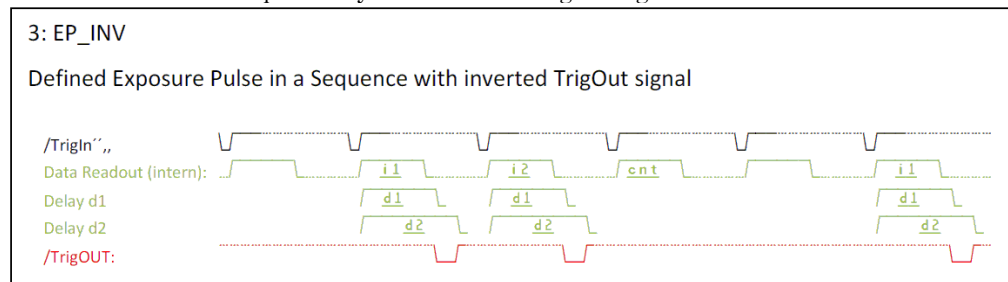 3: EP_INV
Defined Exposure Pulse in a Sequence with inverted TrigOut signal
/TrigIn´´,,
Data Readout (intern): i1 i2 cnt i1
Delay d1 d1 d1 d1
Delay d2 d2 d2 d2
/TrigOUT: